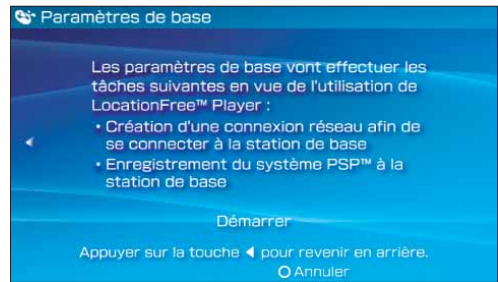 Paramètres de base
Les paramètres de base vont effectuer les
tâches suivantes en vue de l'utilisation de
LocationFree™ Player :
• Création d'une connexion réseau afin de
se connecter à la station de base
• Enregistrement du système PSP™ à la
station de base
Démarrer
Appuyer sur la touche ◀ pour revenir en arrière.
O Annuler